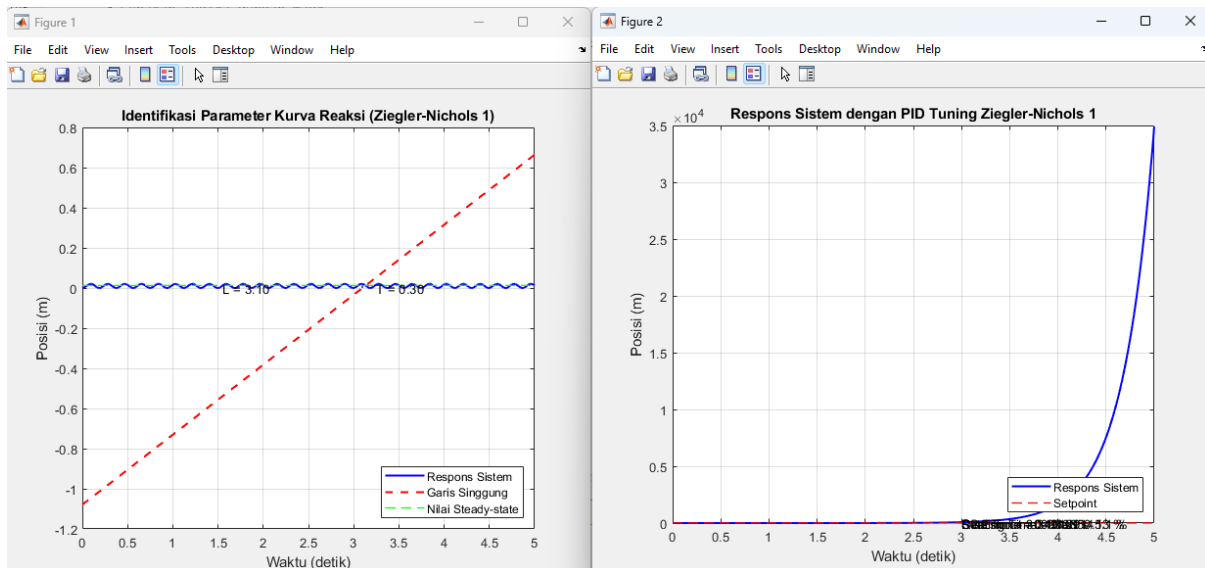 Figure 1
File Edit View Insert Tools Desktop Window Help
Identifikasi Parameter Kurva Reaksi (Ziegler-Nichols 1)
0.8
0.6
0.4
0.2
0
-0.2
-0.4
-0.6
-0.8
-1
-1.2
Posisi (m)
L = 3.10
T = 0.30
Respons Sistem
Garis Singgung
Nilai Steady-state
0 0.5 1 1.5 2 2.5 3 3.5 4 4.5 5
Waktu (detik)
Figure 2
File Edit View Insert Tools Desktop Window Help
Respons Sistem dengan PID Tuning Ziegler-Nichols 1
×10⁴
3.5
3
2.5
2
1.5
1
0.5
0
Posisi (m)
Respons Sistem
Setpoint
0 0.5 1 1.5 2 2.5 3 3.5 4 4.5 5
Waktu (detik)